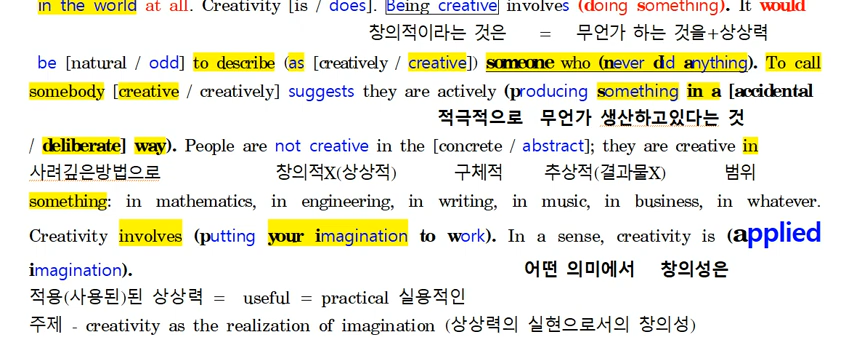 in the world at all. Creativity [is / does]. Being creative involves (doing something). It would
창의적이라는 것은 = 무언가 하는 것을+상상력
be [natural / odd] to describe (as [creatively / creative]) someone who (never did anything). To call
somebody [creative / creatively] suggests they are actively (producing something in a [accidental
적극적으로 무언가 생산하고있다는 것
/ deliberate] way). People are not creative in the [concrete / abstract]; they are creative in
사려깊은방법으로 창의적X(상상적) 구체적 추상적(결과물X) 범위
something: in mathematics, in engineering, in writing, in music, in business, in whatever.
Creativity involves (putting your imagination to work). In a sense, creativity is (applied
imagination).
어떤 의미에서 창의성은
적용(사용된)된 상상력 = useful = practical 실용적인
주제 - creativity as the realization of imagination (상상력의 실현으로서의 창의성)